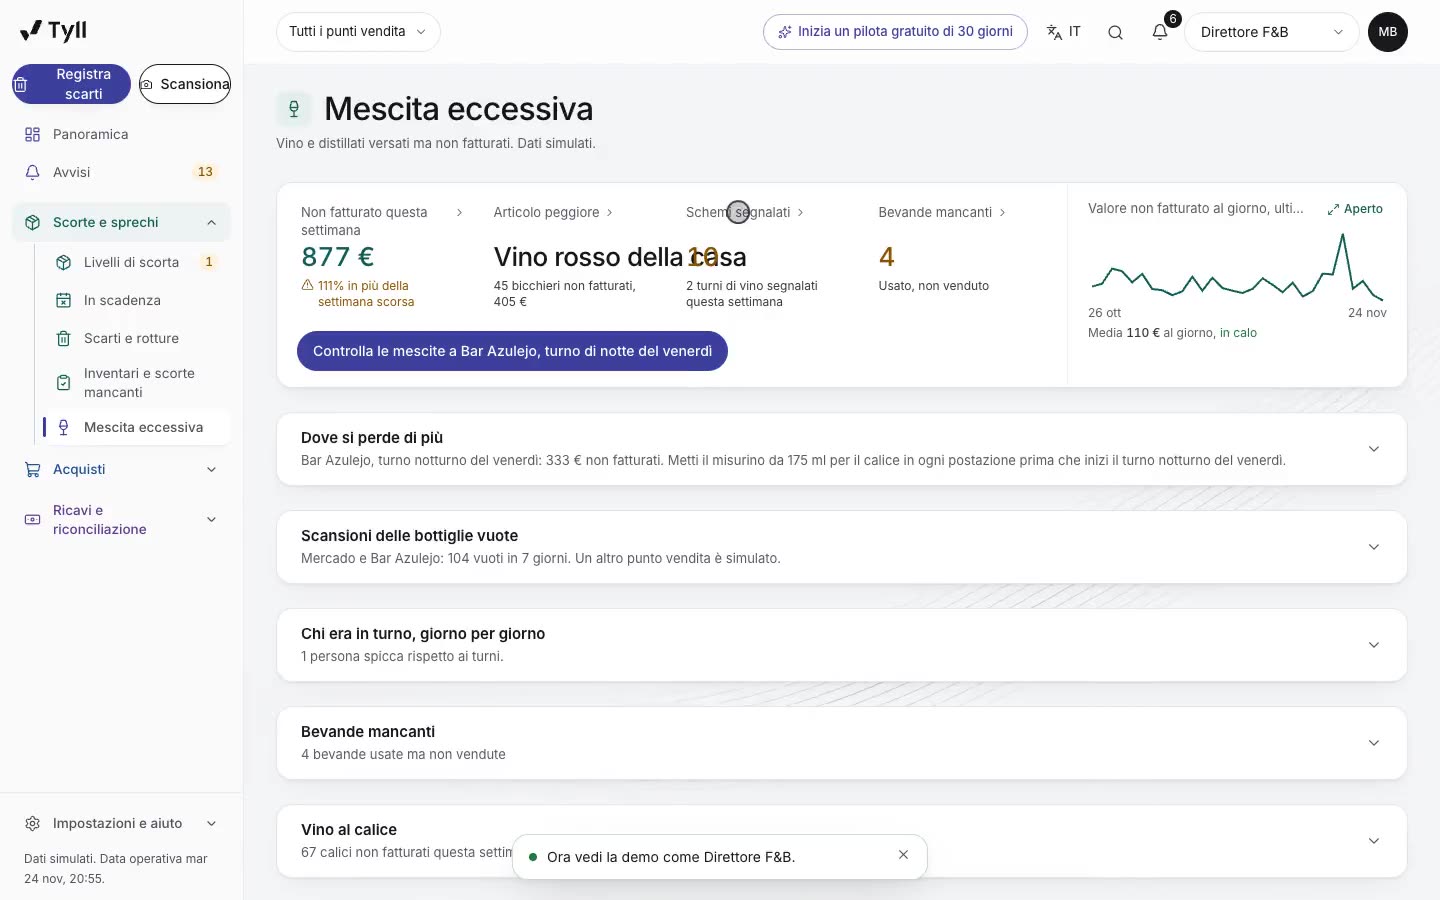 Tyll
Tutti i punti vendita
Inizia un pilota gratuito di 30 giorni
IT
6
Direttore F&B
MB
Registra scarti
Scansiona
Panoramica
Avvisi
13
Scorte e sprechi
Livelli di scorta
1
In scadenza
Scarti e rotture
Inventari e scorte
mancanti
Mescita eccessiva
Acquisti
Ricavi e
riconciliazione
Impostazioni e aiuto
Dati simulati. Data operativa mar
24 nov, 20:55.
Mescita eccessiva
Vino e distillati versati ma non fatturati. Dati simulati.
Non fatturato questa
settimana
877 €
111% in più della
settimana scorsa
Articolo peggiore
Vino rosso della casa
45 bicchieri non fatturati,
405 €
Schemi segnalati
10
2 turni di vino segnalati
questa settimana
Bevande mancanti
4
Usato, non venduto
Controlla le mescite a Bar Azulejo, turno di notte del venerdì
Valore non fatturato al giorno, ulti...
Aperto
26 ott
24 nov
Media 110 € al giorno, in calo
Dove si perde di più
Bar Azulejo, turno notturno del venerdì: 333 € non fatturati. Metti il misurino da 175 ml per il calice in ogni postazione prima che inizi il turno notturno del venerdì.
Scansioni delle bottiglie vuote
Mercado e Bar Azulejo: 104 vuoti in 7 giorni. Un altro punto vendita è simulato.
Chi era in turno, giorno per giorno
1 persona spicca rispetto ai turni.
Bevande mancanti
4 bevande usate ma non vendute
Vino al calice
67 calici non fatturati questa
Ora vedi la demo come Direttore F&B.